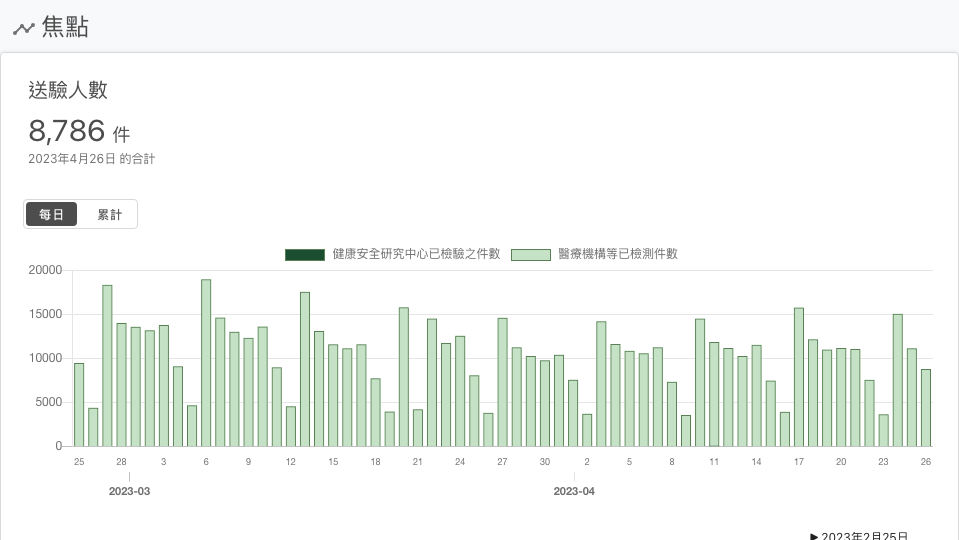 焦點
送驗人數
8,786 件
2023年4月26日 的合計
每日 累計
健康安全研究中心已檢驗之件數 醫療機構等已檢測件數
20000
15000
10000
5000
0
25 28 3 6 9 12 15 18 21 24 27 30 2 5 8 11 14 17 20 23 26
2023-03 2023-04
▶ 2023年2月25日